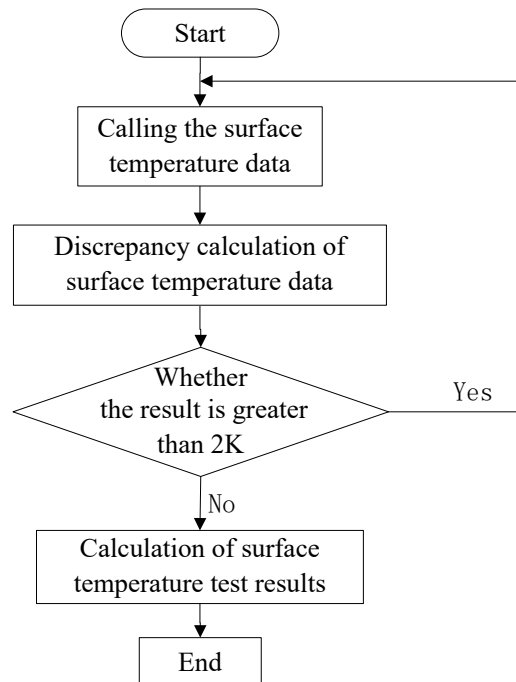 Start
Calling the surface
temperature data
Discrepancy calculation of
surface temperature data
Whether
the result is greater
than 2K
Yes
No
Calculation of surface
temperature test results
End